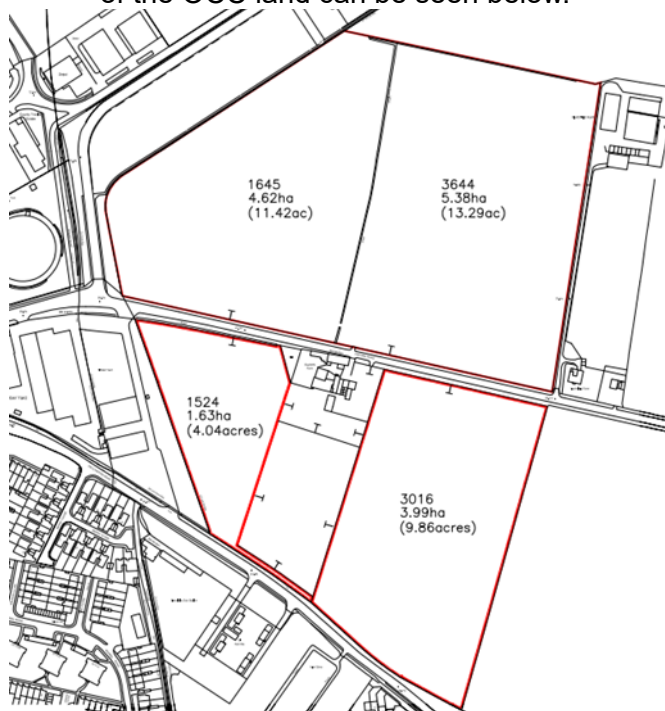 of the GCC land can be seen below.
1645
4.62ha
(11.42ac)
3644
5.38ha
(13.29ac)
1524
1.63ha
(4.04acres)
3016
3.99ha
(9.86acres)